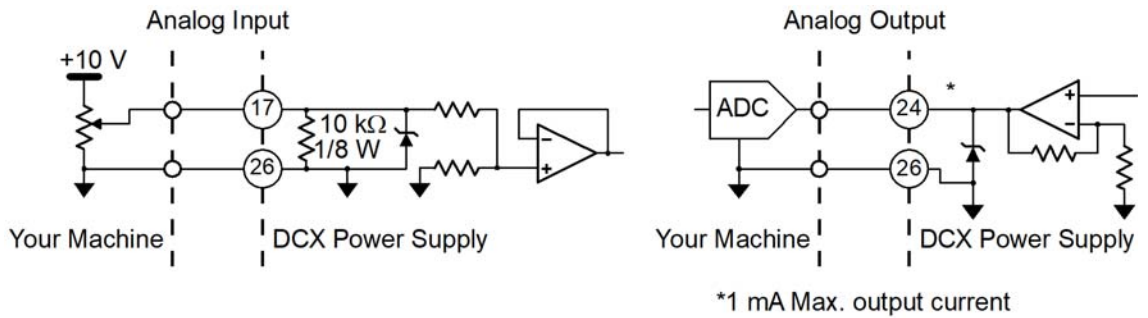 Analog Input
+10 V
17
10 kΩ
1/8 W
-
+
26
Your Machine
DCX Power Supply
Analog Output
*
ADC
24
+
-
26
Your Machine
DCX Power Supply
*1 mA Max. output current